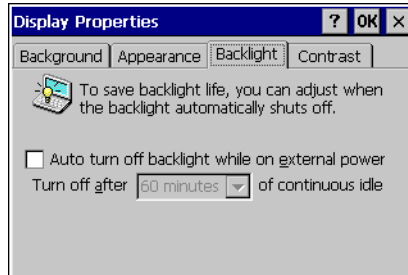 Display Properties ? OK ×
Background Appearance Backlight Contrast
To save backlight life, you can adjust when
the backlight automatically shuts off.
Auto turn off backlight while on external power
Turn off after 60 minutes of continuous idle